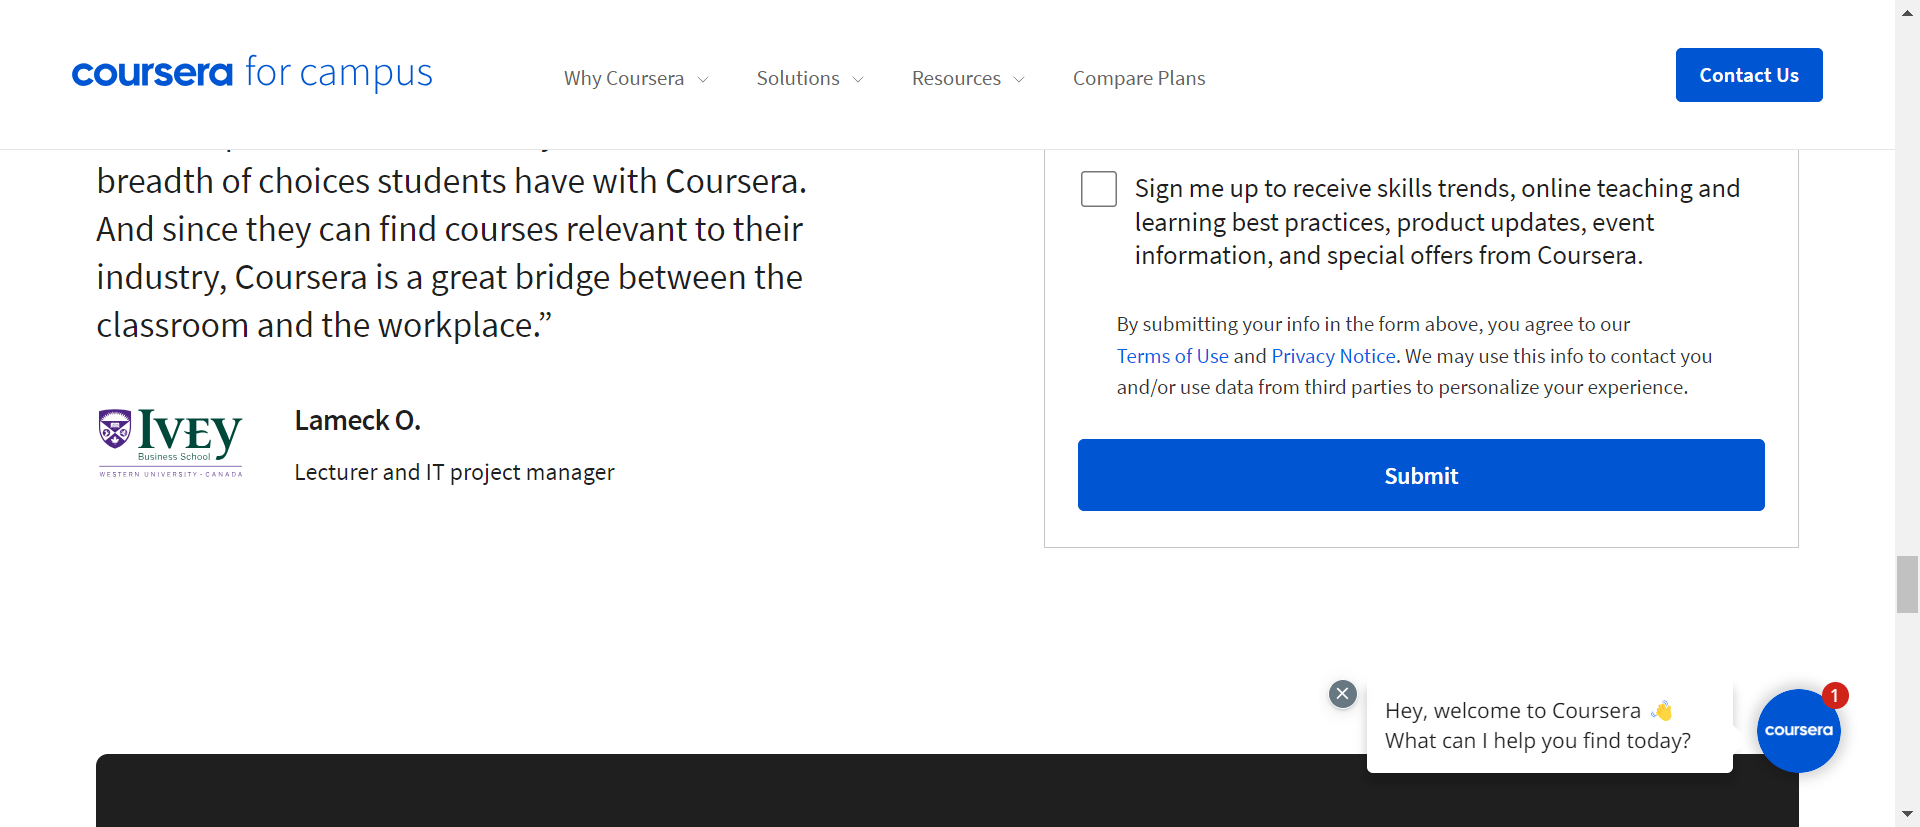 coursera for campus
Why Coursera
Solutions
Resources
Compare Plans
Contact Us
breadth of choices students have with Coursera.
And since they can find courses relevant to their
industry, Coursera is a great bridge between the
classroom and the workplace.”
IVEY
Business School
WESTERN UNIVERSITY · CANADA
Lameck O.
Lecturer and IT project manager
Sign me up to receive skills trends, online teaching and
learning best practices, product updates, event
information, and special offers from Coursera.
By submitting your info in the form above, you agree to our
Terms of Use and Privacy Notice. We may use this info to contact you
and/or use data from third parties to personalize your experience.
Submit
Hey, welcome to Coursera 👋
What can I help you find today?
coursera
1